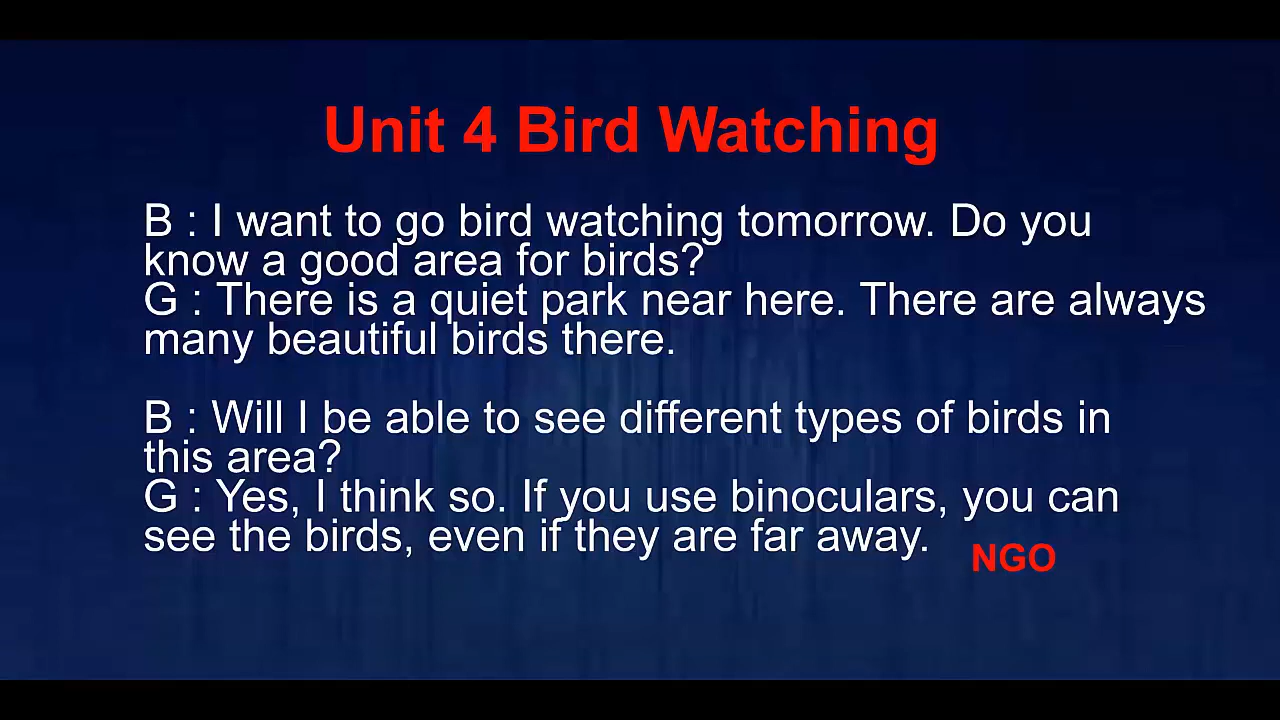 Unit 4 Bird Watching
B : I want to go bird watching tomorrow. Do you
know a good area for birds?
G : There is a quiet park near here. There are always
many beautiful birds there.
B : Will I be able to see different types of birds in
this area?
G : Yes, I think so. If you use binoculars, you can
see the birds, even if they are far away.
NGO